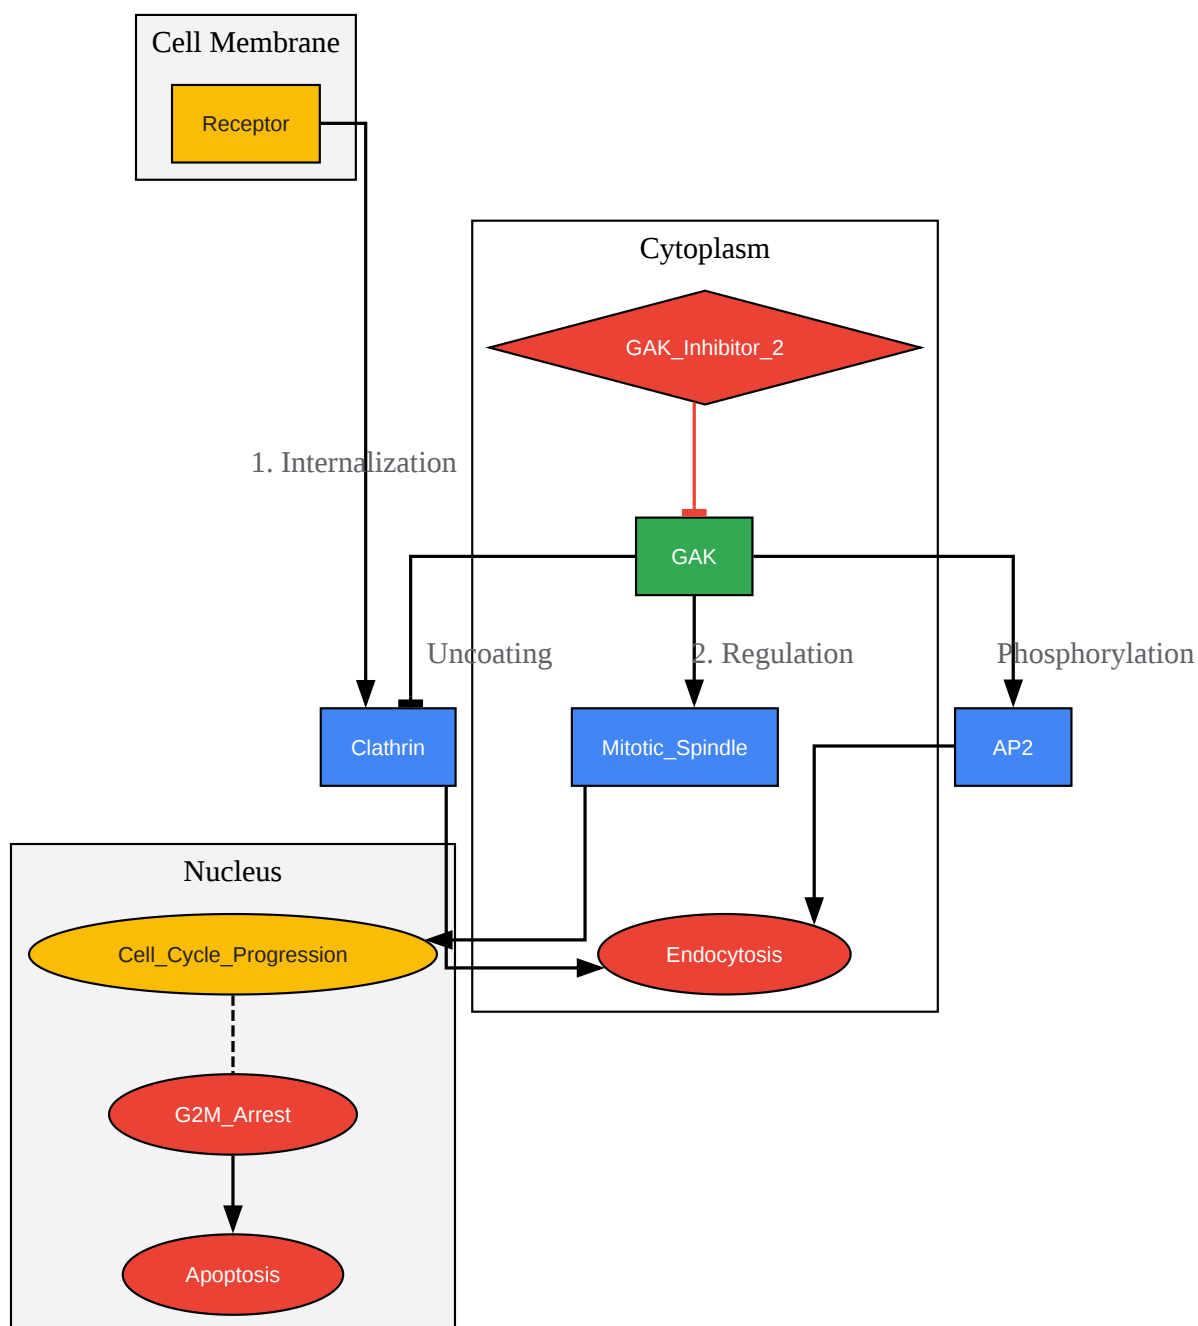 Cell Membrane
Receptor
Cytoplasm
GAK_Inhibitor_2
1. Internalization
GAK
Uncoating
2. Regulation
Phosphorylation
Clathrin
Mitotic_Spindle
AP2
Nucleus
Cell_Cycle_Progression
Endocytosis
G2M_Arrest
Apoptosis